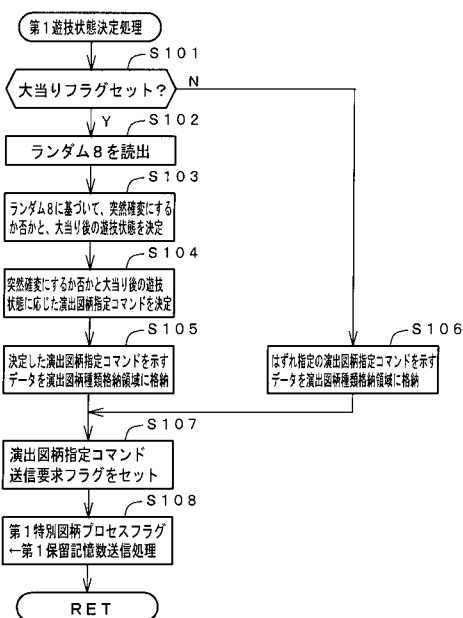 第1遊技状態決定処理
S101
大当りフラグセット?
N
Y
S102
ランダム8を読出
S103
ランダム8に基づいて、突然確変にする
か否かと、大当り後の遊技状態を決定
S104
突然確変にするか否かと大当り後の遊技
状態に応じた演出図柄指定コマンドを決定
S105
決定した演出図柄指定コマンドを示す
データを演出図柄種類格納領域に格納
S106
はずれ指定の演出図柄指定コマンドを示す
データを演出図柄種類格納領域に格納
S107
演出図柄指定コマンド
送信要求フラグをセット
S108
第1特別図柄プロセスフラグ
←第1保留記憶数送信処理
RET